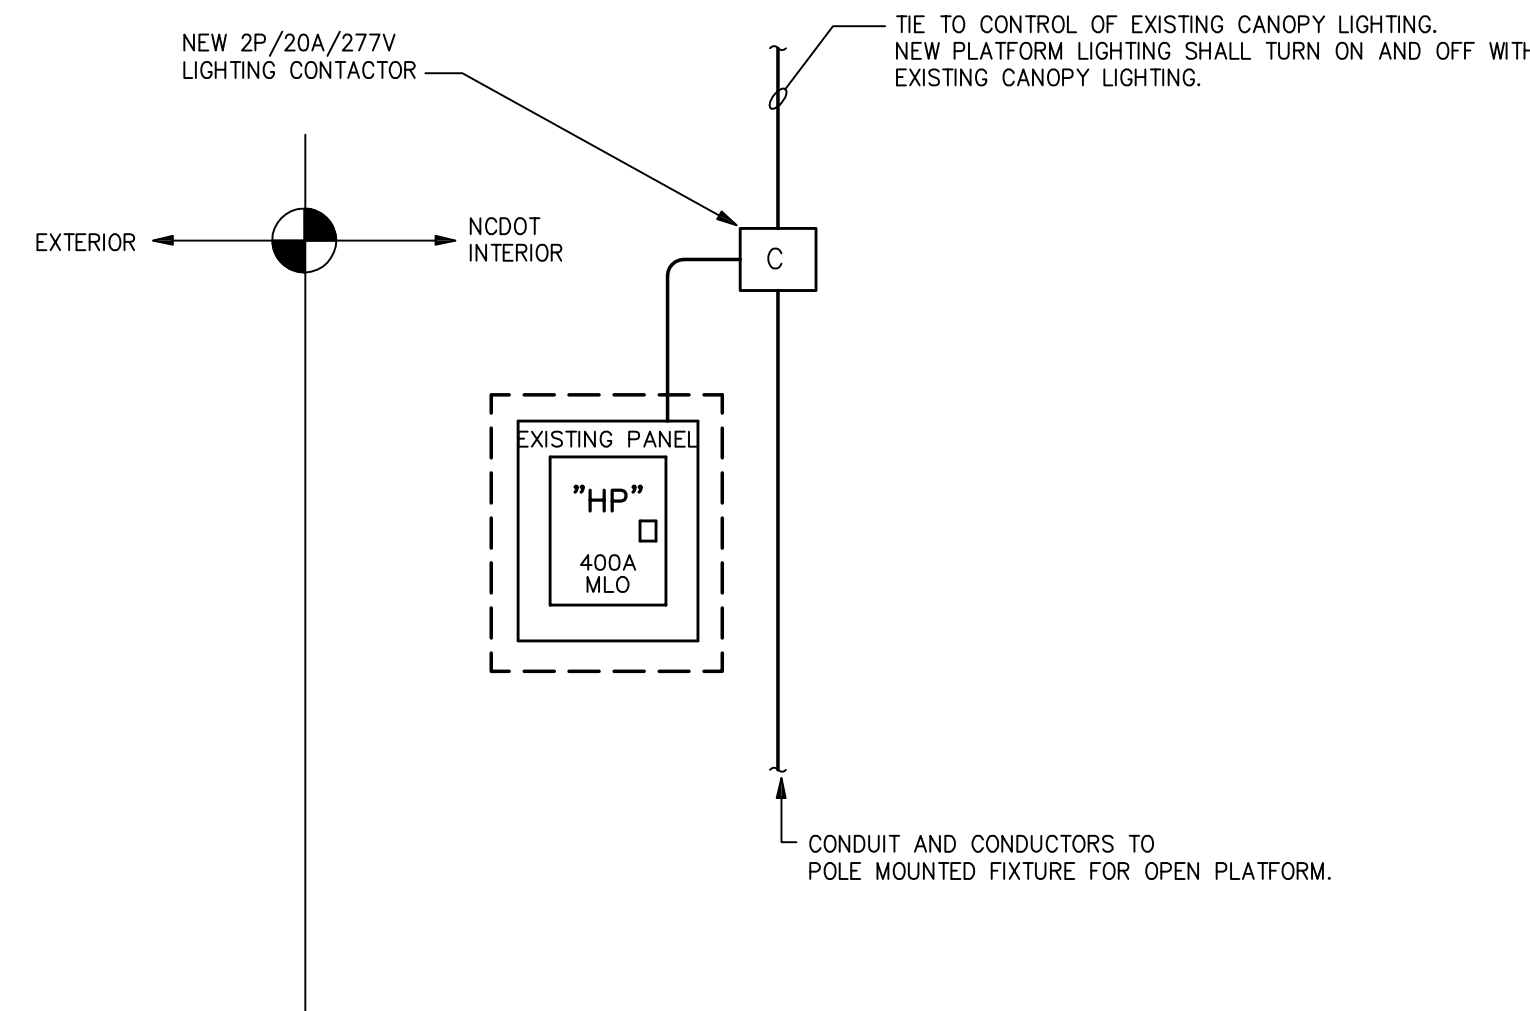 TIE TO CONTROL OF EXISTING CANOPY LIGHTING.
NEW PLATFORM LIGHTING SHALL TURN ON AND OFF WITH
EXISTING CANOPY LIGHTING.
NEW 2P/20A/277V
LIGHTING CONTACTOR
EXTERIOR
NCDOT
INTERIOR
C
EXISTING PANEL
"HP"
400A
MLO
CONDUIT AND CONDUCTORS TO
POLE MOUNTED FIXTURE FOR OPEN PLATFORM.